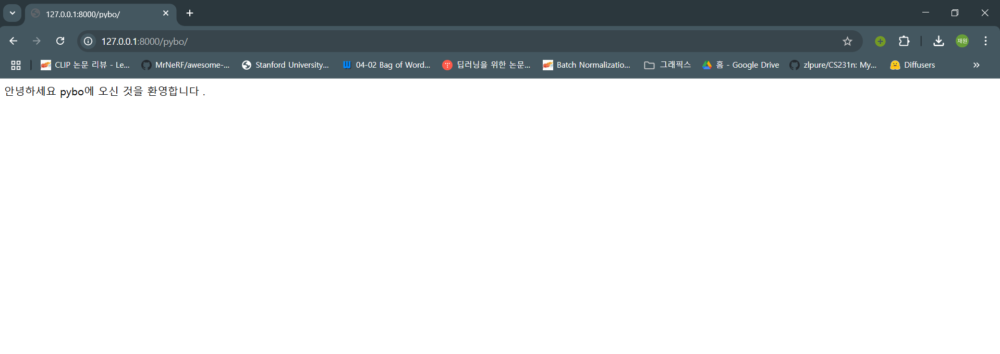 127.0.0.1:8000/pybo/
127.0.0.1:8000/pybo/
재원
CLIP 논문 리뷰 - Le... MrNeRF/awesome-... Stanford University... 04-02 Bag of Word... 딥러닝을 위한 논문... Batch Normalizatio... 그래픽스 홈 - Google Drive zlpure/CS231n: My... Diffusers
안녕하세요 pybo에 오신 것을 환영합니다 .